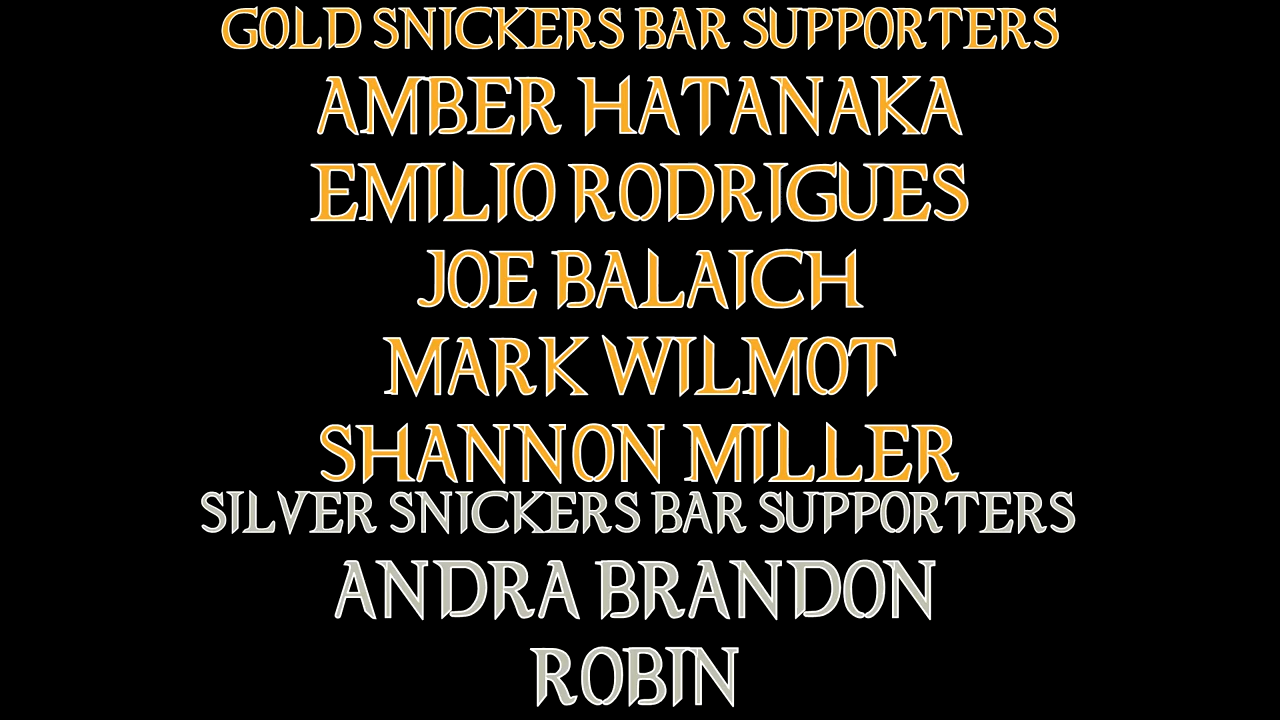 GOLD SNICKERS BAR SUPPORTERS
AMBER HATANAKA
EMILIO RODRIGUES
JOE BALAICH
MARK WILMOT
SHANNON MILLER
SILVER SNICKERS BAR SUPPORTERS
ANDRA BRANDON
ROBIN